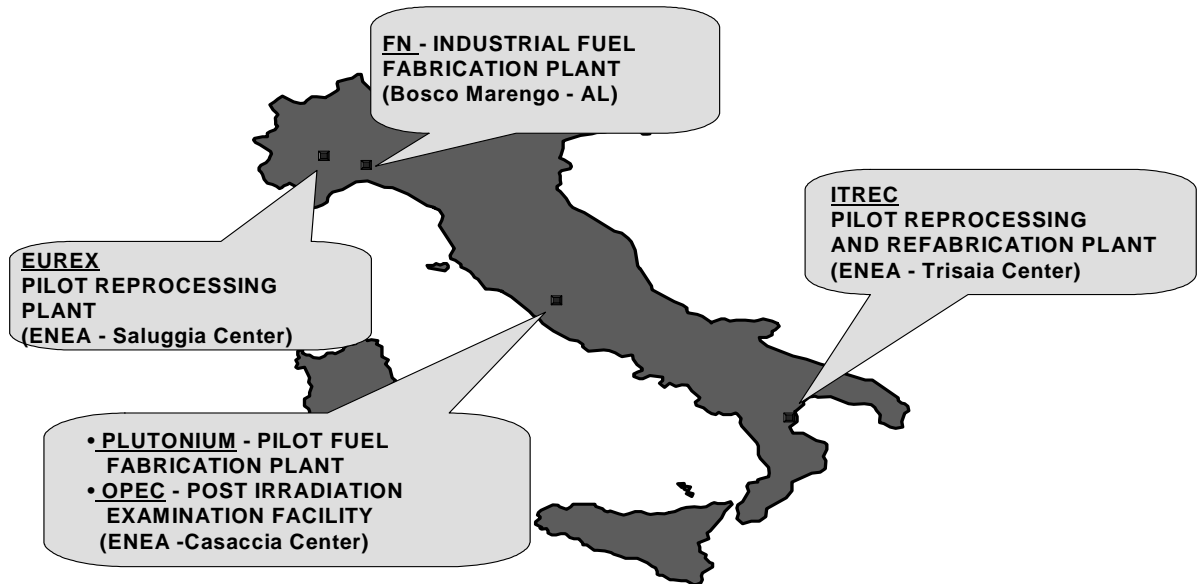 FN - INDUSTRIAL FUEL
FABRICATION PLANT
(Bosco Marengo - AL)
ITREC
PILOT REPROCESSING
AND REFABRICATION PLANT
(ENEA - Trisaia Center)
EUREX
PILOT REPROCESSING
PLANT
(ENEA - Saluggia Center)
• PLUTONIUM - PILOT FUEL
FABRICATION PLANT
• OPEC - POST IRRADIATION
EXAMINATION FACILITY
(ENEA -Casaccia Center)